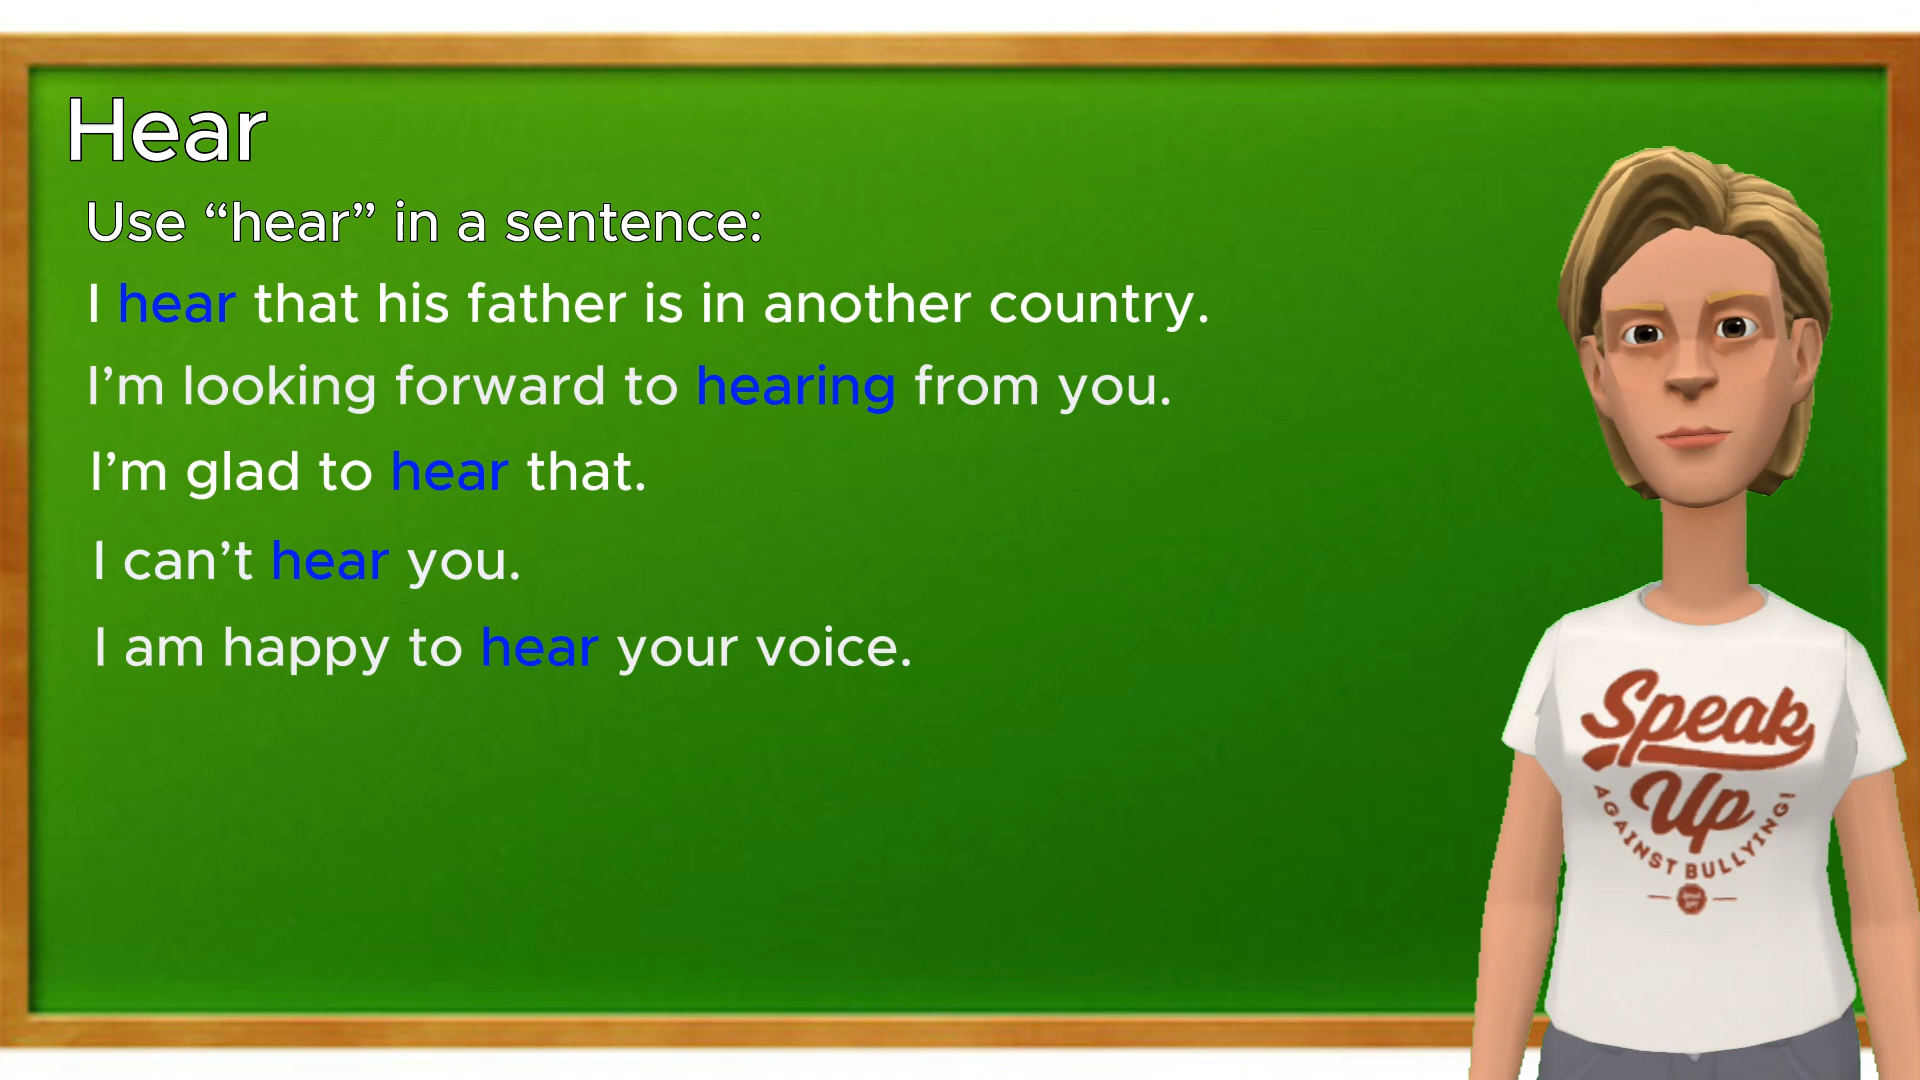 Hear
Use “hear” in a sentence:
I hear that his father is in another country.
I’m looking forward to hearing from you.
I’m glad to hear that.
I can’t hear you.
I am happy to hear your voice.
Speak
Up
AGAINST BULLYING!